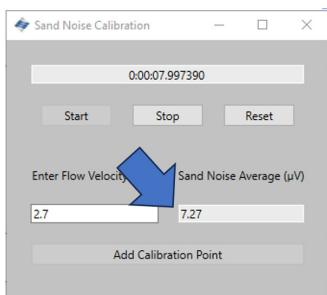 Sand Noise Calibration
0:00:07.997390
Start Stop Reset
Enter Flow Velocity Sand Noise Average (µV)
2.7 7.27
Add Calibration Point